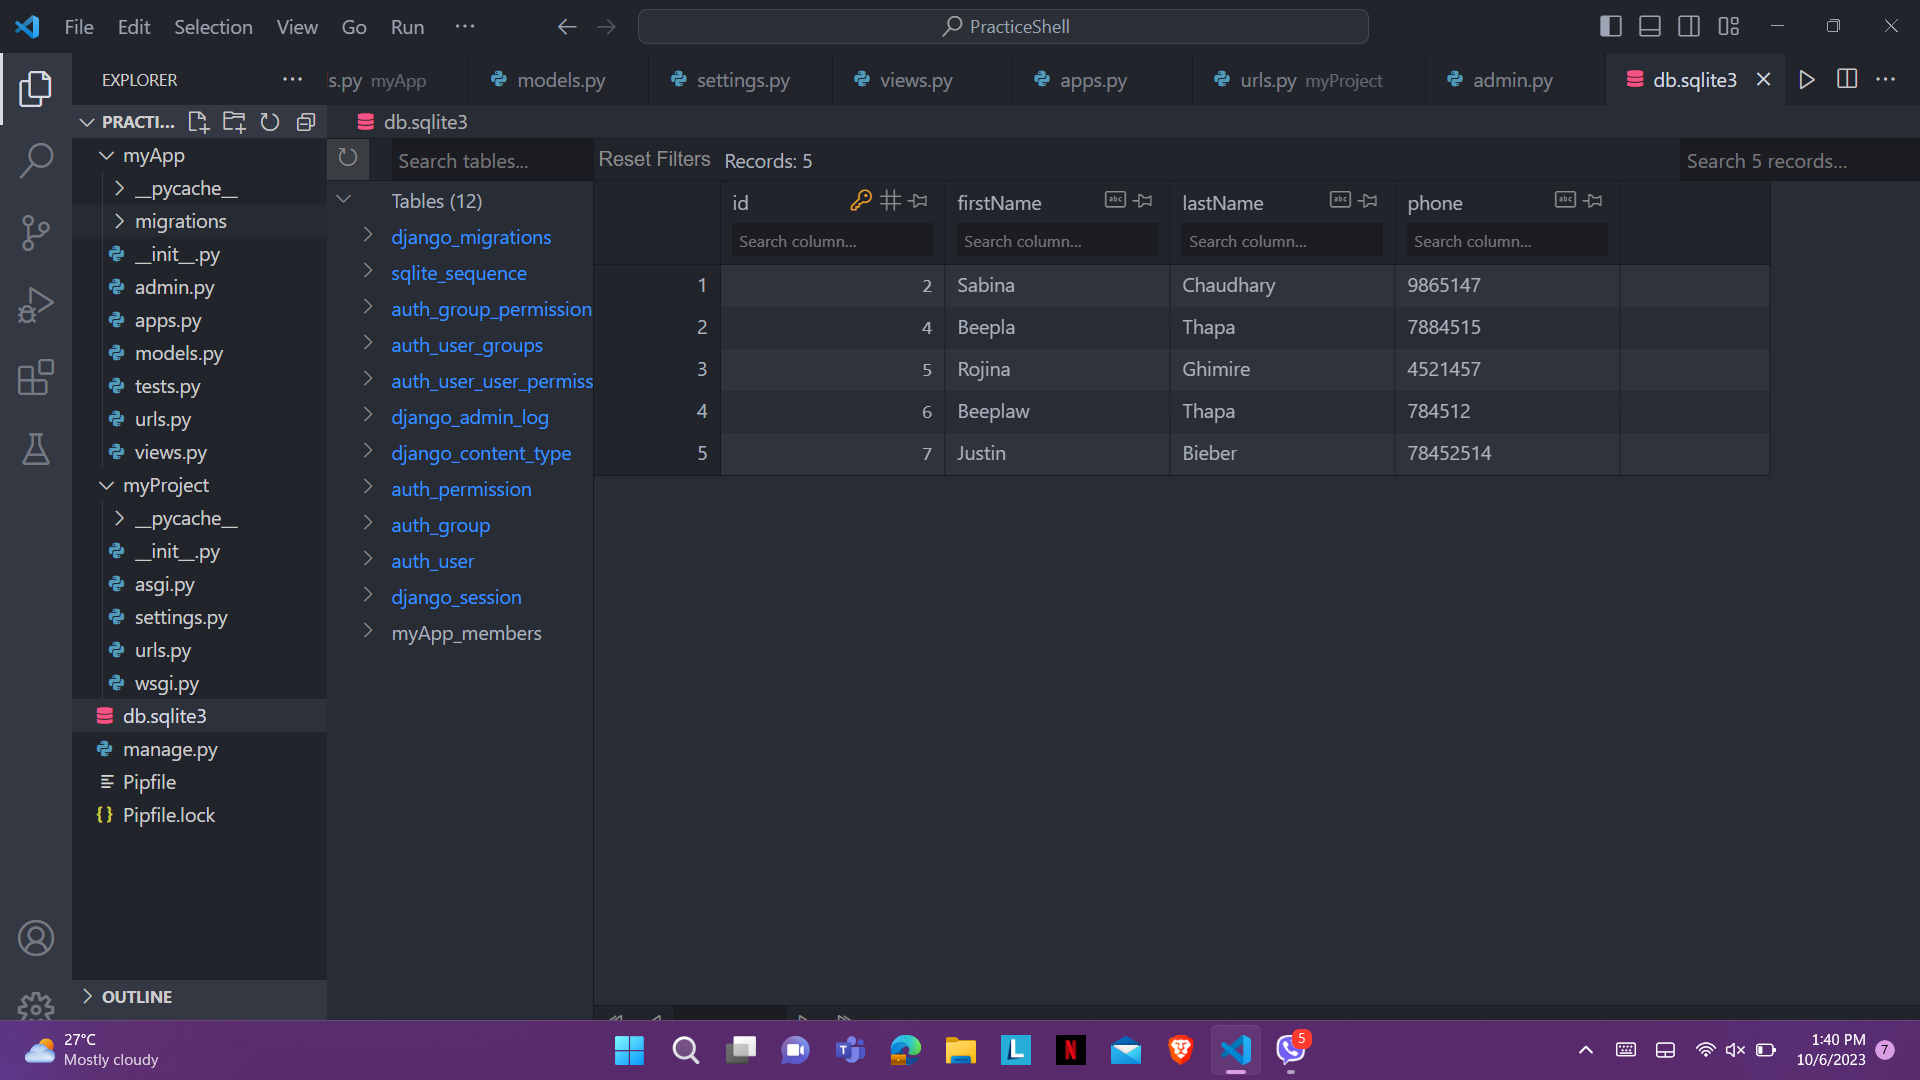 File Edit Selection View Go Run ··· PracticeShell
EXPLORER ··· s.py myApp models.py settings.py views.py apps.py urls.py myProject admin.py db.sqlite3
PRACTI... db.sqlite3
Search tables... Reset Filters Records: 5 Search 5 records...
myApp
__pycache__
migrations
__init__.py
admin.py
apps.py
models.py
tests.py
urls.py
views.py
myProject
__pycache__
__init__.py
asgi.py
settings.py
urls.py
wsgi.py
db.sqlite3
manage.py
Pipfile
Pipfile.lock
OUTLINE
Tables (12)
django_migrations
sqlite_sequence
auth_group_permission
auth_user_groups
auth_user_user_permiss
django_admin_log
django_content_type
auth_permission
auth_group
auth_user
django_session
myApp_members
id firstName lastName phone
Search column... Search column... Search column... Search column...
1 2 Sabina Chaudhary 9865147
2 4 Beepla Thapa 7884515
3 5 Rojina Ghimire 4521457
4 6 Beeplaw Thapa 784512
5 7 Justin Bieber 78452514
27°C
Mostly cloudy
5
1:40 PM
10/6/2023
7